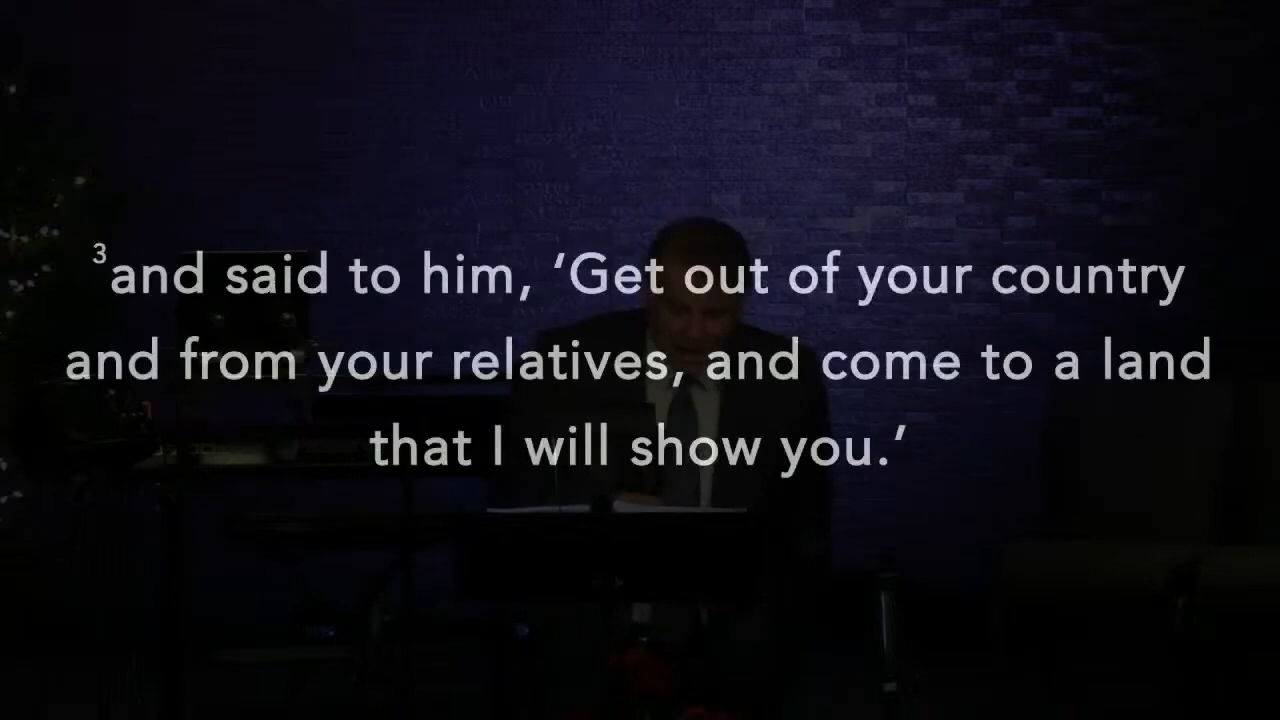 3and said to him, ‘Get out of your country
and from your relatives, and come to a land
that I will show you.’